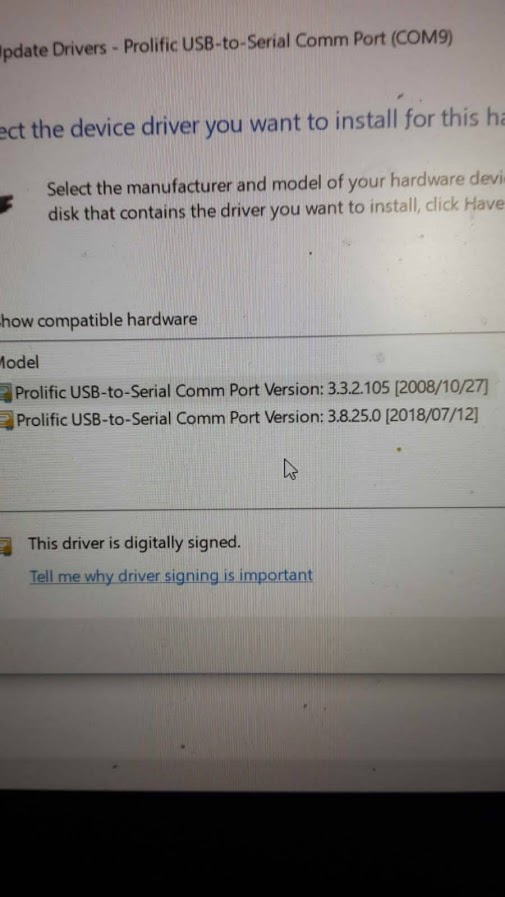 pdate Drivers - Prolific USB-to-Serial Comm Port (COM9)
ect the device driver you want to install for this ha
Select the manufacturer and model of your hardware devi
disk that contains the driver you want to install, click Have
how compatible hardware
Model
Prolific USB-to-Serial Comm Port Version: 3.3.2.105 [2008/10/27]
Prolific USB-to-Serial Comm Port Version: 3.8.25.0 [2018/07/12]
This driver is digitally signed.
Tell me why driver signing is important